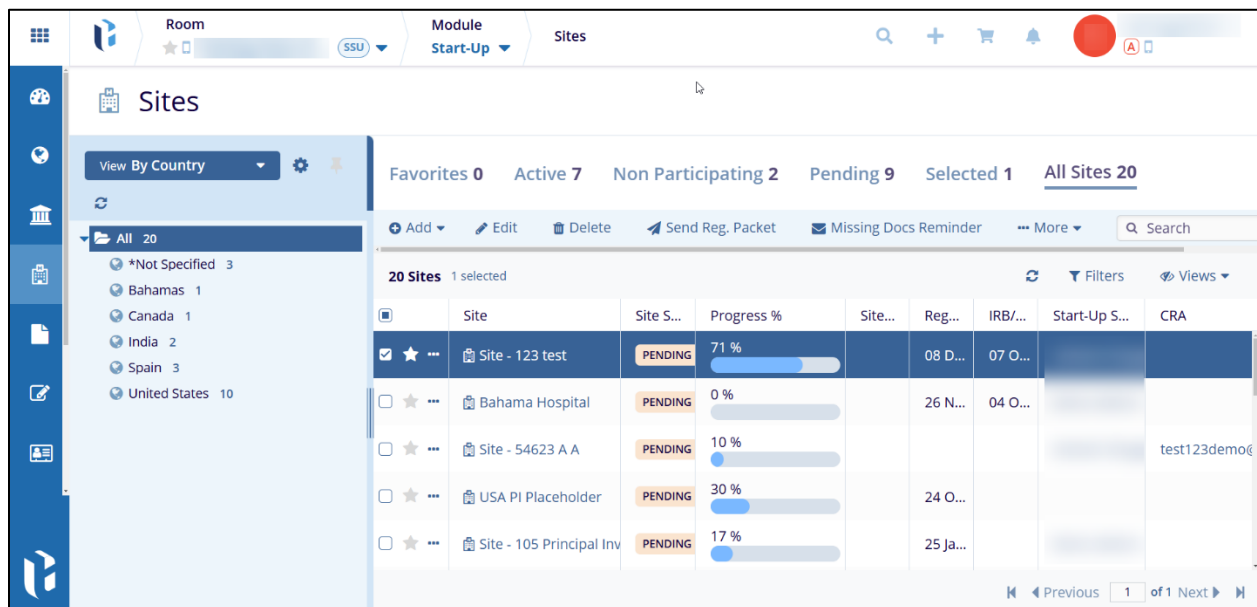 Room
SSU
Module
Start-Up
Sites
A
Sites
View By Country
Favorites 0 Active 7 Non Participating 2 Pending 9 Selected 1 All Sites 20
Add Edit Delete Send Reg. Packet Missing Docs Reminder More Search
All 20
*Not Specified 3
Bahamas 1
Canada 1
India 2
Spain 3
United States 10
20 Sites 1 selected Filters Views
Site Site S... Progress % Site... Reg... IRB/... Start-Up S... CRA
Site - 123 test PENDING 71 % 08 D... 07 O...
Bahama Hospital PENDING 0 % 26 N... 04 O...
Site - 54623 A A PENDING 10 % test123demo@
USA PI Placeholder PENDING 30 % 24 O...
Site - 105 Principal Inv PENDING 17 % 25 Ja...
Previous 1 of 1 Next